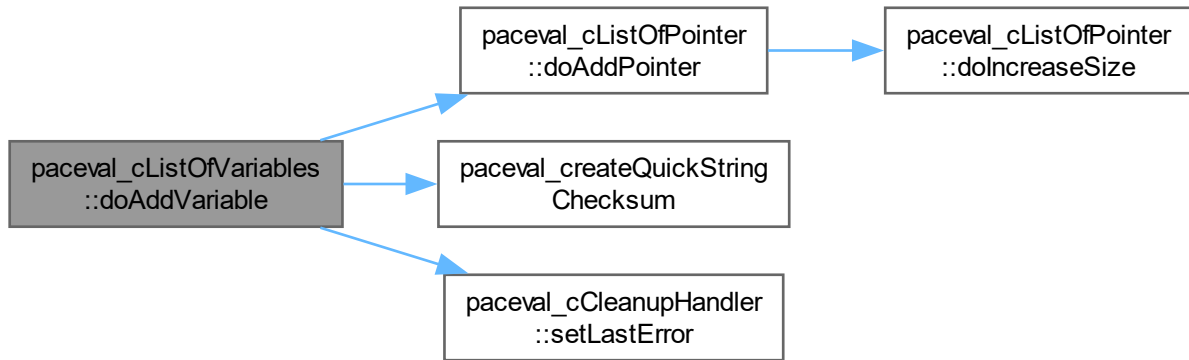 paceval_cListOfPointer
::doAddPointer
paceval_cListOfPointer
::doIncreaseSize
paceval_cListOfVariables
::doAddVariable
paceval_createQuickString
Checksum
paceval_cCleanupHandler
::setLastError